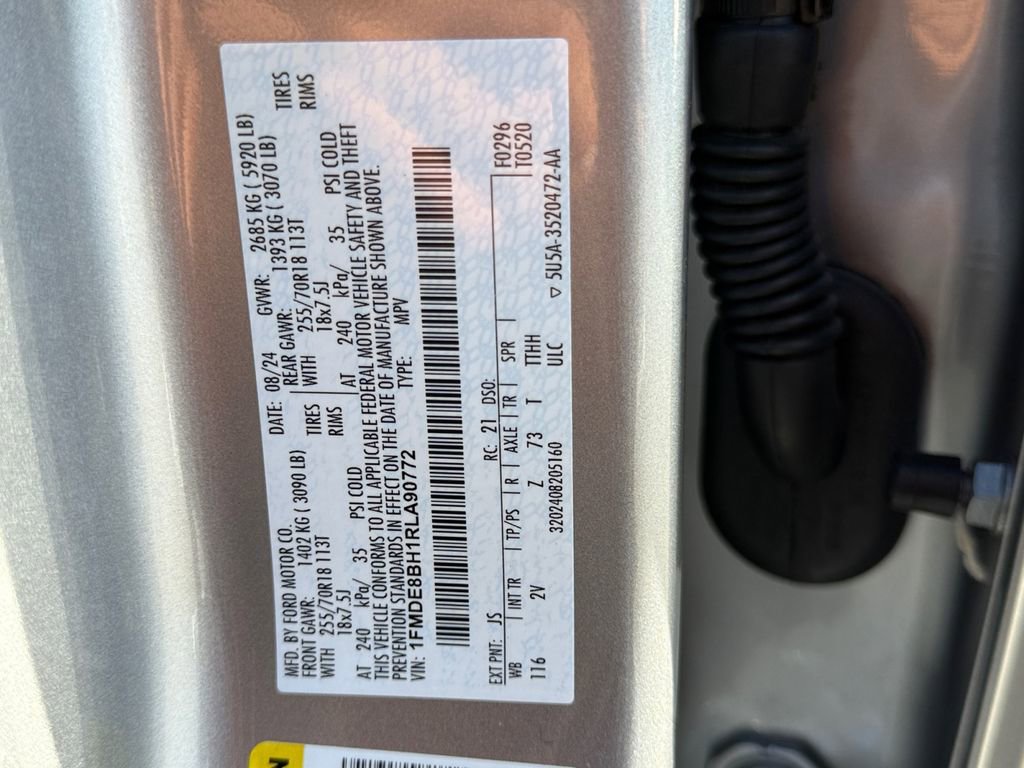 MFD. BY FORD MOTOR CO. DATE: 08/24 GVWR: 2685 KG ( 5920 LB)
FRONT GAWR: 1402 KG ( 3090 LB) REAR GAWR: 1393 KG ( 3070 LB)
WITH 255/70R18 113T TIRES WITH 255/70R18 113T TIRES
18x7.5J RIMS 18x7.5J RIMS
AT 240 kPa/ 35 PSI COLD AT 240 kPa/ 35 PSI COLD
THIS VEHICLE CONFORMS TO ALL APPLICABLE FEDERAL MOTOR VEHICLE SAFETY AND THEFT
PREVENTION STANDARDS IN EFFECT ON THE DATE OF MANUFACTURE SHOWN ABOVE.
VIN: 1FMDE8BH1RLA90772 TYPE: MPV
EXT PNT: JS RC: 21 DSO: F0296
WB INT TR TP/PS R AXLE TR SPR T0520
116 2V Z 73 T TTHH
3202408205160 ULC ▽ 5U5A-3520472-AA
N